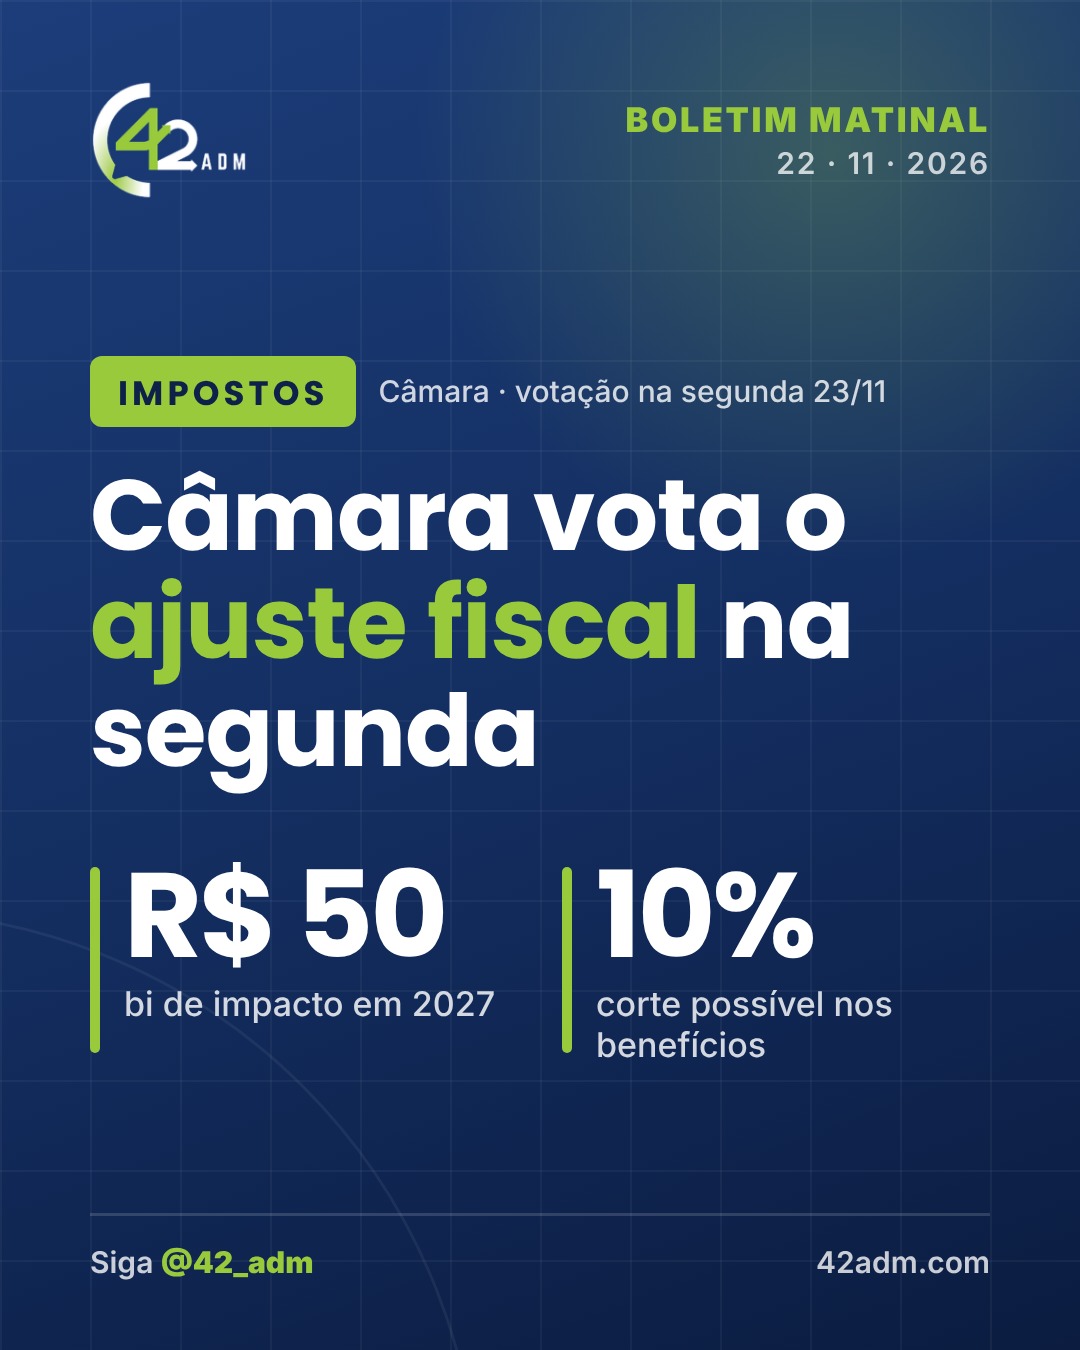 42 ADM
BOLETIM MATINAL
22 · 11 · 2026
IMPOSTOS
Câmara · votação na segunda 23/11
Câmara vota o
ajuste fiscal na
segunda
R$ 50
bi de impacto em 2027
10%
corte possível nos
benefícios
Siga @42_adm
42adm.com